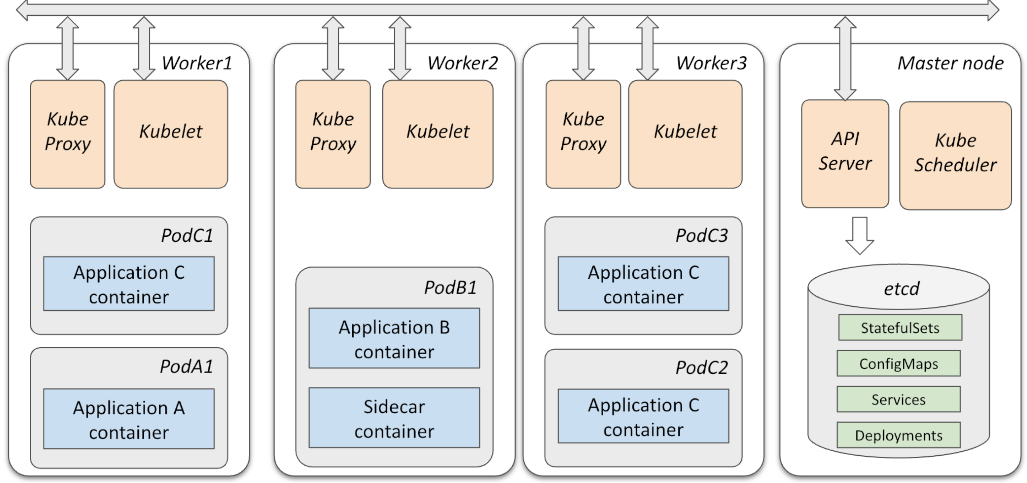 Worker1
Kube
Proxy
Kubelet
PodC1
Application C
container
PodA1
Application A
container
Worker2
Kube
Proxy
Kubelet
PodB1
Application B
container
Sidecar
container
Worker3
Kube
Proxy
Kubelet
PodC3
Application C
container
PodC2
Application C
container
Master node
API
Server
Kube
Scheduler
etcd
StatefulSets
ConfigMaps
Services
Deployments